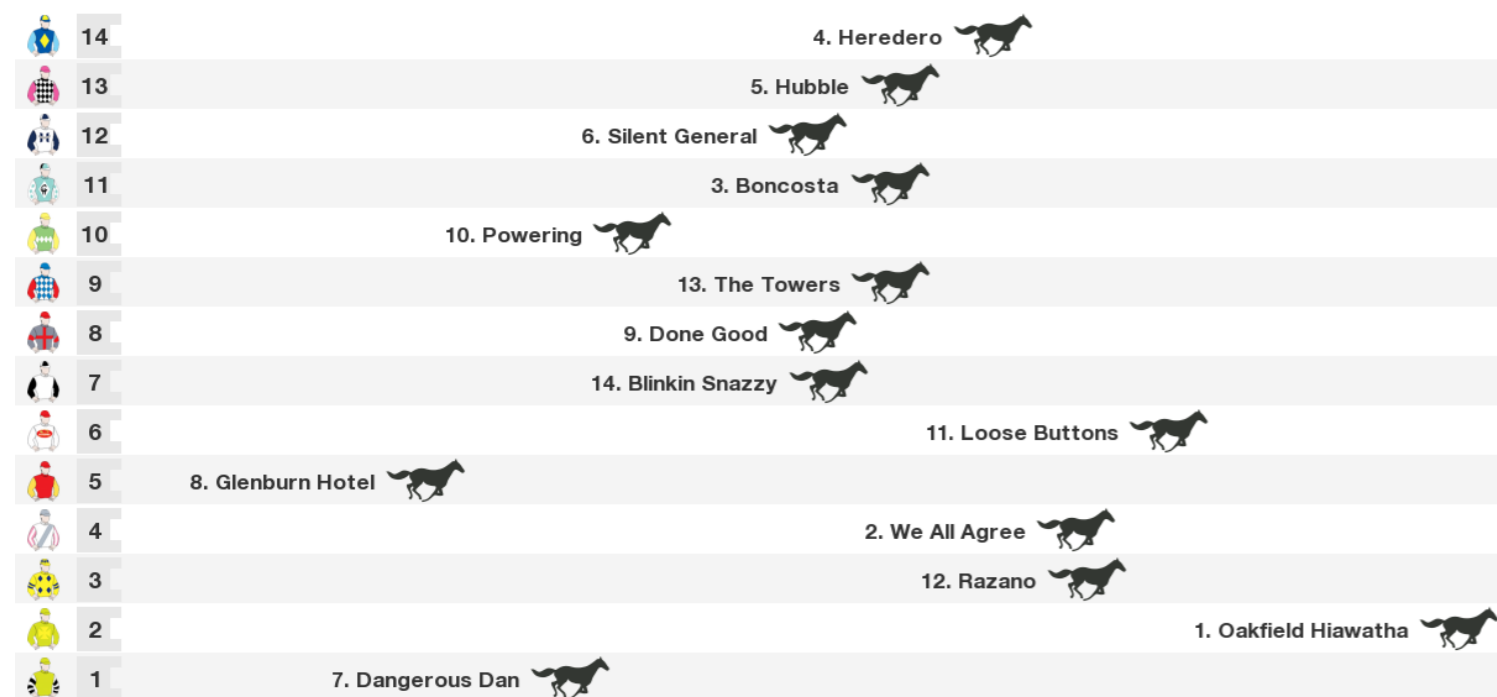 14 4. Heredero
13 5. Hubble
12 6. Silent General
11 3. Boncosta
10 10. Powering
9 13. The Towers
8 9. Done Good
7 14. Blinkin Snazzy
6 11. Loose Buttons
5 8. Glenburn Hotel
4 2. We All Agree
3 12. Razano
2 1. Oakfield Hiawatha
1 7. Dangerous Dan